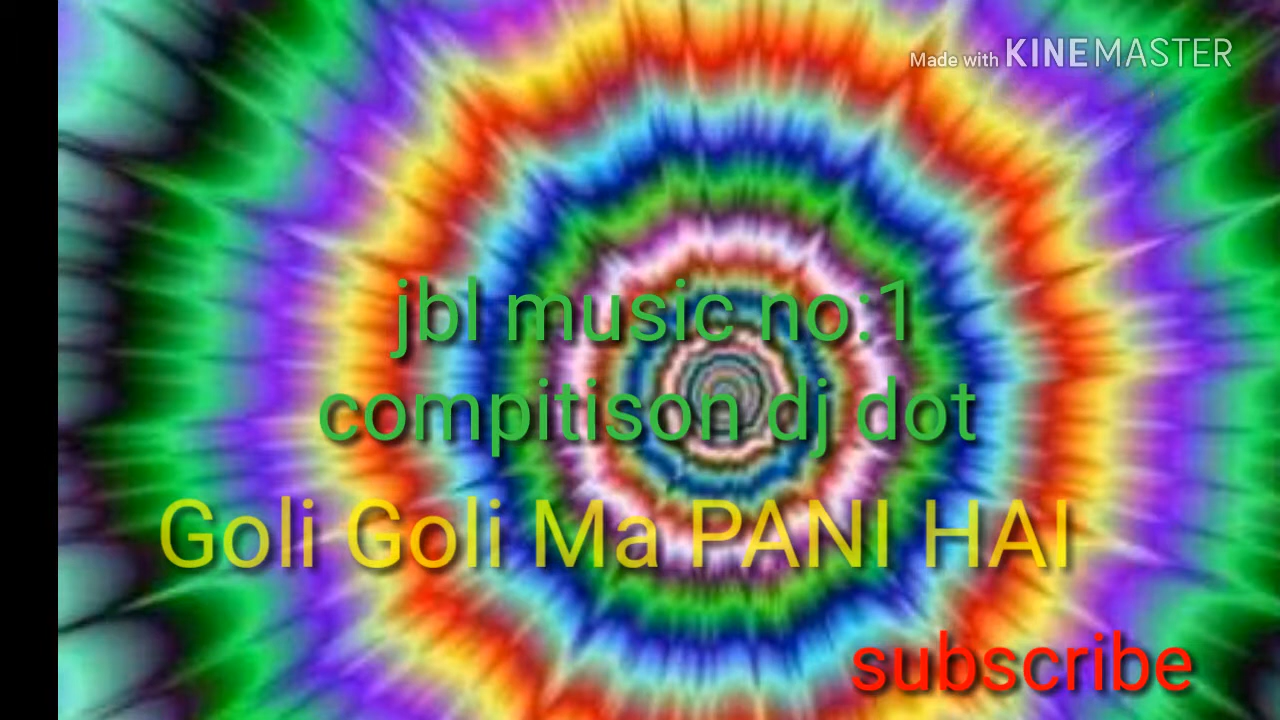 Made with KINEMASTER
jbl music no:1
compitison dj dot
Goli Goli Ma PANI HAI
subscribe